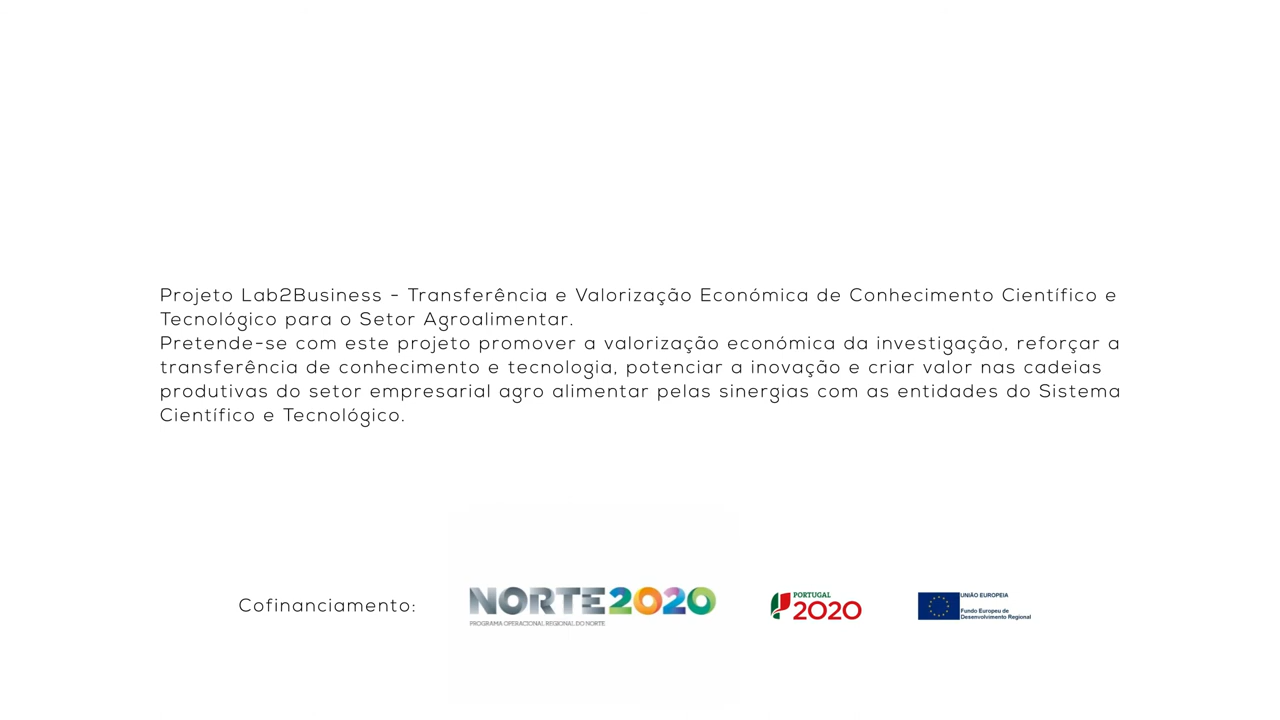 Projeto Lab2Business - Transferência e Valorização Económica de Conhecimento Científico e
Tecnológico para o Setor Agroalimentar.
Pretende-se com este projeto promover a valorização económica da investigação, reforçar a
transferência de conhecimento e tecnologia, potenciar a inovação e criar valor nas cadeias
produtivas do setor empresarial agro alimentar pelas sinergias com as entidades do Sistema
Científico e Tecnológico.
Cofinanciamento:
NORTE2020
PROGRAMA OPERACIONAL REGIONAL DO NORTE
PORTUGAL
2020
UNIÃO EUROPEIA
Fundo Europeu de
Desenvolvimento Regional